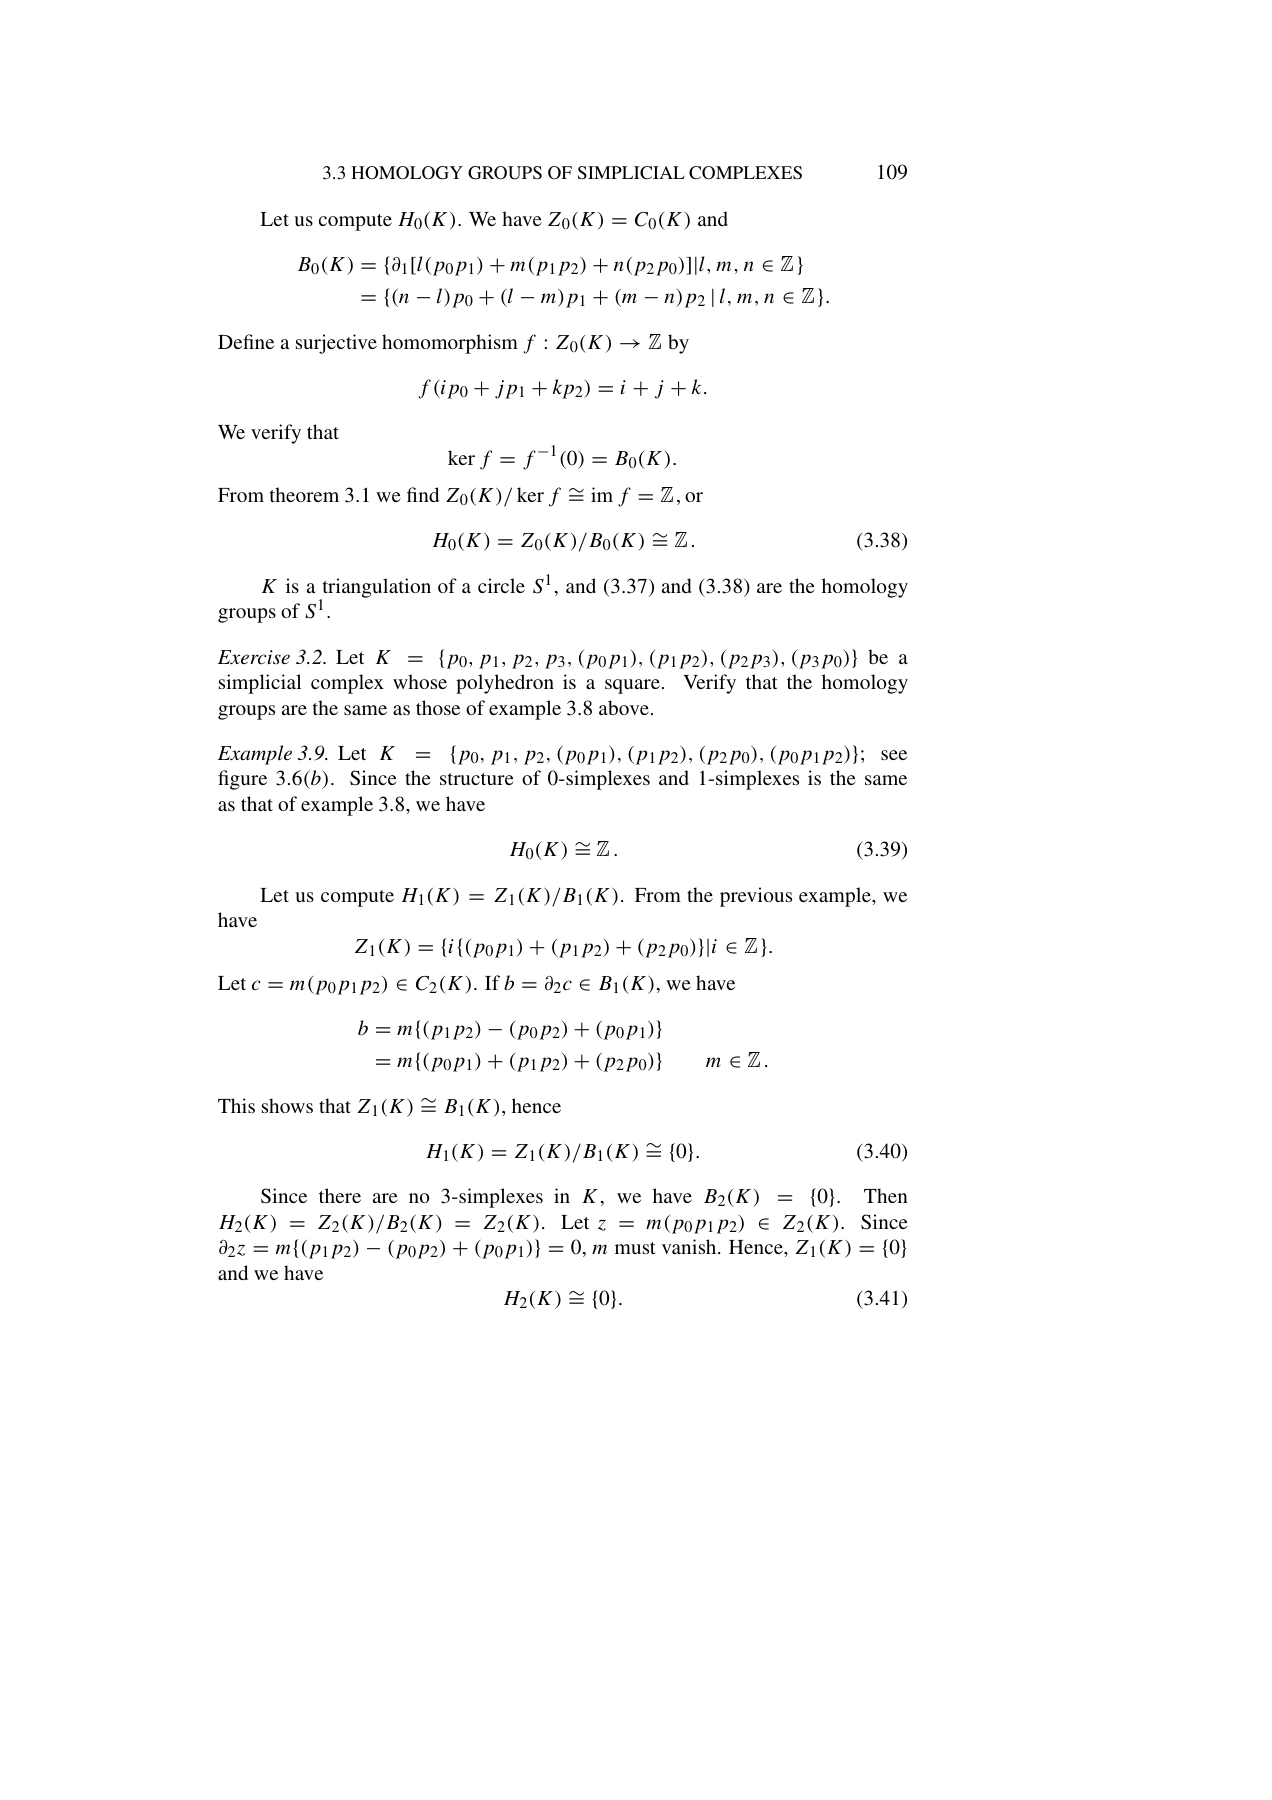 3.3 HOMOLOGY GROUPS OF SIMPLICIAL COMPLEXES 109
Let us compute H₀(K). We have Z₀(K) = C₀(K) and
B₀(K) = {∂₁[l(p₀p₁) + m(p₁p₂) + n(p₂p₀)]|l, m, n ∈ ℤ}
= {(n − l)p₀ + (l − m)p₁ + (m − n)p₂ | l, m, n ∈ ℤ}.
Define a surjective homomorphism f : Z₀(K) → ℤ by
f(ip₀ + jp₁ + kp₂) = i + j + k.
We verify that
ker f = f⁻¹(0) = B₀(K).
From theorem 3.1 we find Z₀(K)/ ker f ≅ im f = ℤ, or
H₀(K) = Z₀(K)/B₀(K) ≅ ℤ. (3.38)
K is a triangulation of a circle S¹, and (3.37) and (3.38) are the homology
groups of S¹.
Exercise 3.2. Let K = {p₀, p₁, p₂, p₃, (p₀p₁), (p₁p₂), (p₂p₃), (p₃p₀)} be a
simplicial complex whose polyhedron is a square. Verify that the homology
groups are the same as those of example 3.8 above.
Example 3.9. Let K = {p₀, p₁, p₂, (p₀p₁), (p₁p₂), (p₂p₀), (p₀p₁p₂)}; see
figure 3.6(b). Since the structure of 0-simplexes and 1-simplexes is the same
as that of example 3.8, we have
H₀(K) ≅ ℤ. (3.39)
Let us compute H₁(K) = Z₁(K)/B₁(K). From the previous example, we
have
Z₁(K) = {i{(p₀p₁) + (p₁p₂) + (p₂p₀)}|i ∈ ℤ}.
Let c = m(p₀p₁p₂) ∈ C₂(K). If b = ∂₂c ∈ B₁(K), we have
b = m{(p₁p₂) − (p₀p₂) + (p₀p₁)}
= m{(p₀p₁) + (p₁p₂) + (p₂p₀)} m ∈ ℤ.
This shows that Z₁(K) ≅ B₁(K), hence
H₁(K) = Z₁(K)/B₁(K) ≅ {0}. (3.40)
Since there are no 3-simplexes in K, we have B₂(K) = {0}. Then
H₂(K) = Z₂(K)/B₂(K) = Z₂(K). Let z = m(p₀p₁p₂) ∈ Z₂(K). Since
∂₂z = m{(p₁p₂) − (p₀p₂) + (p₀p₁)} = 0, m must vanish. Hence, Z₁(K) = {0}
and we have
H₂(K) ≅ {0}. (3.41)